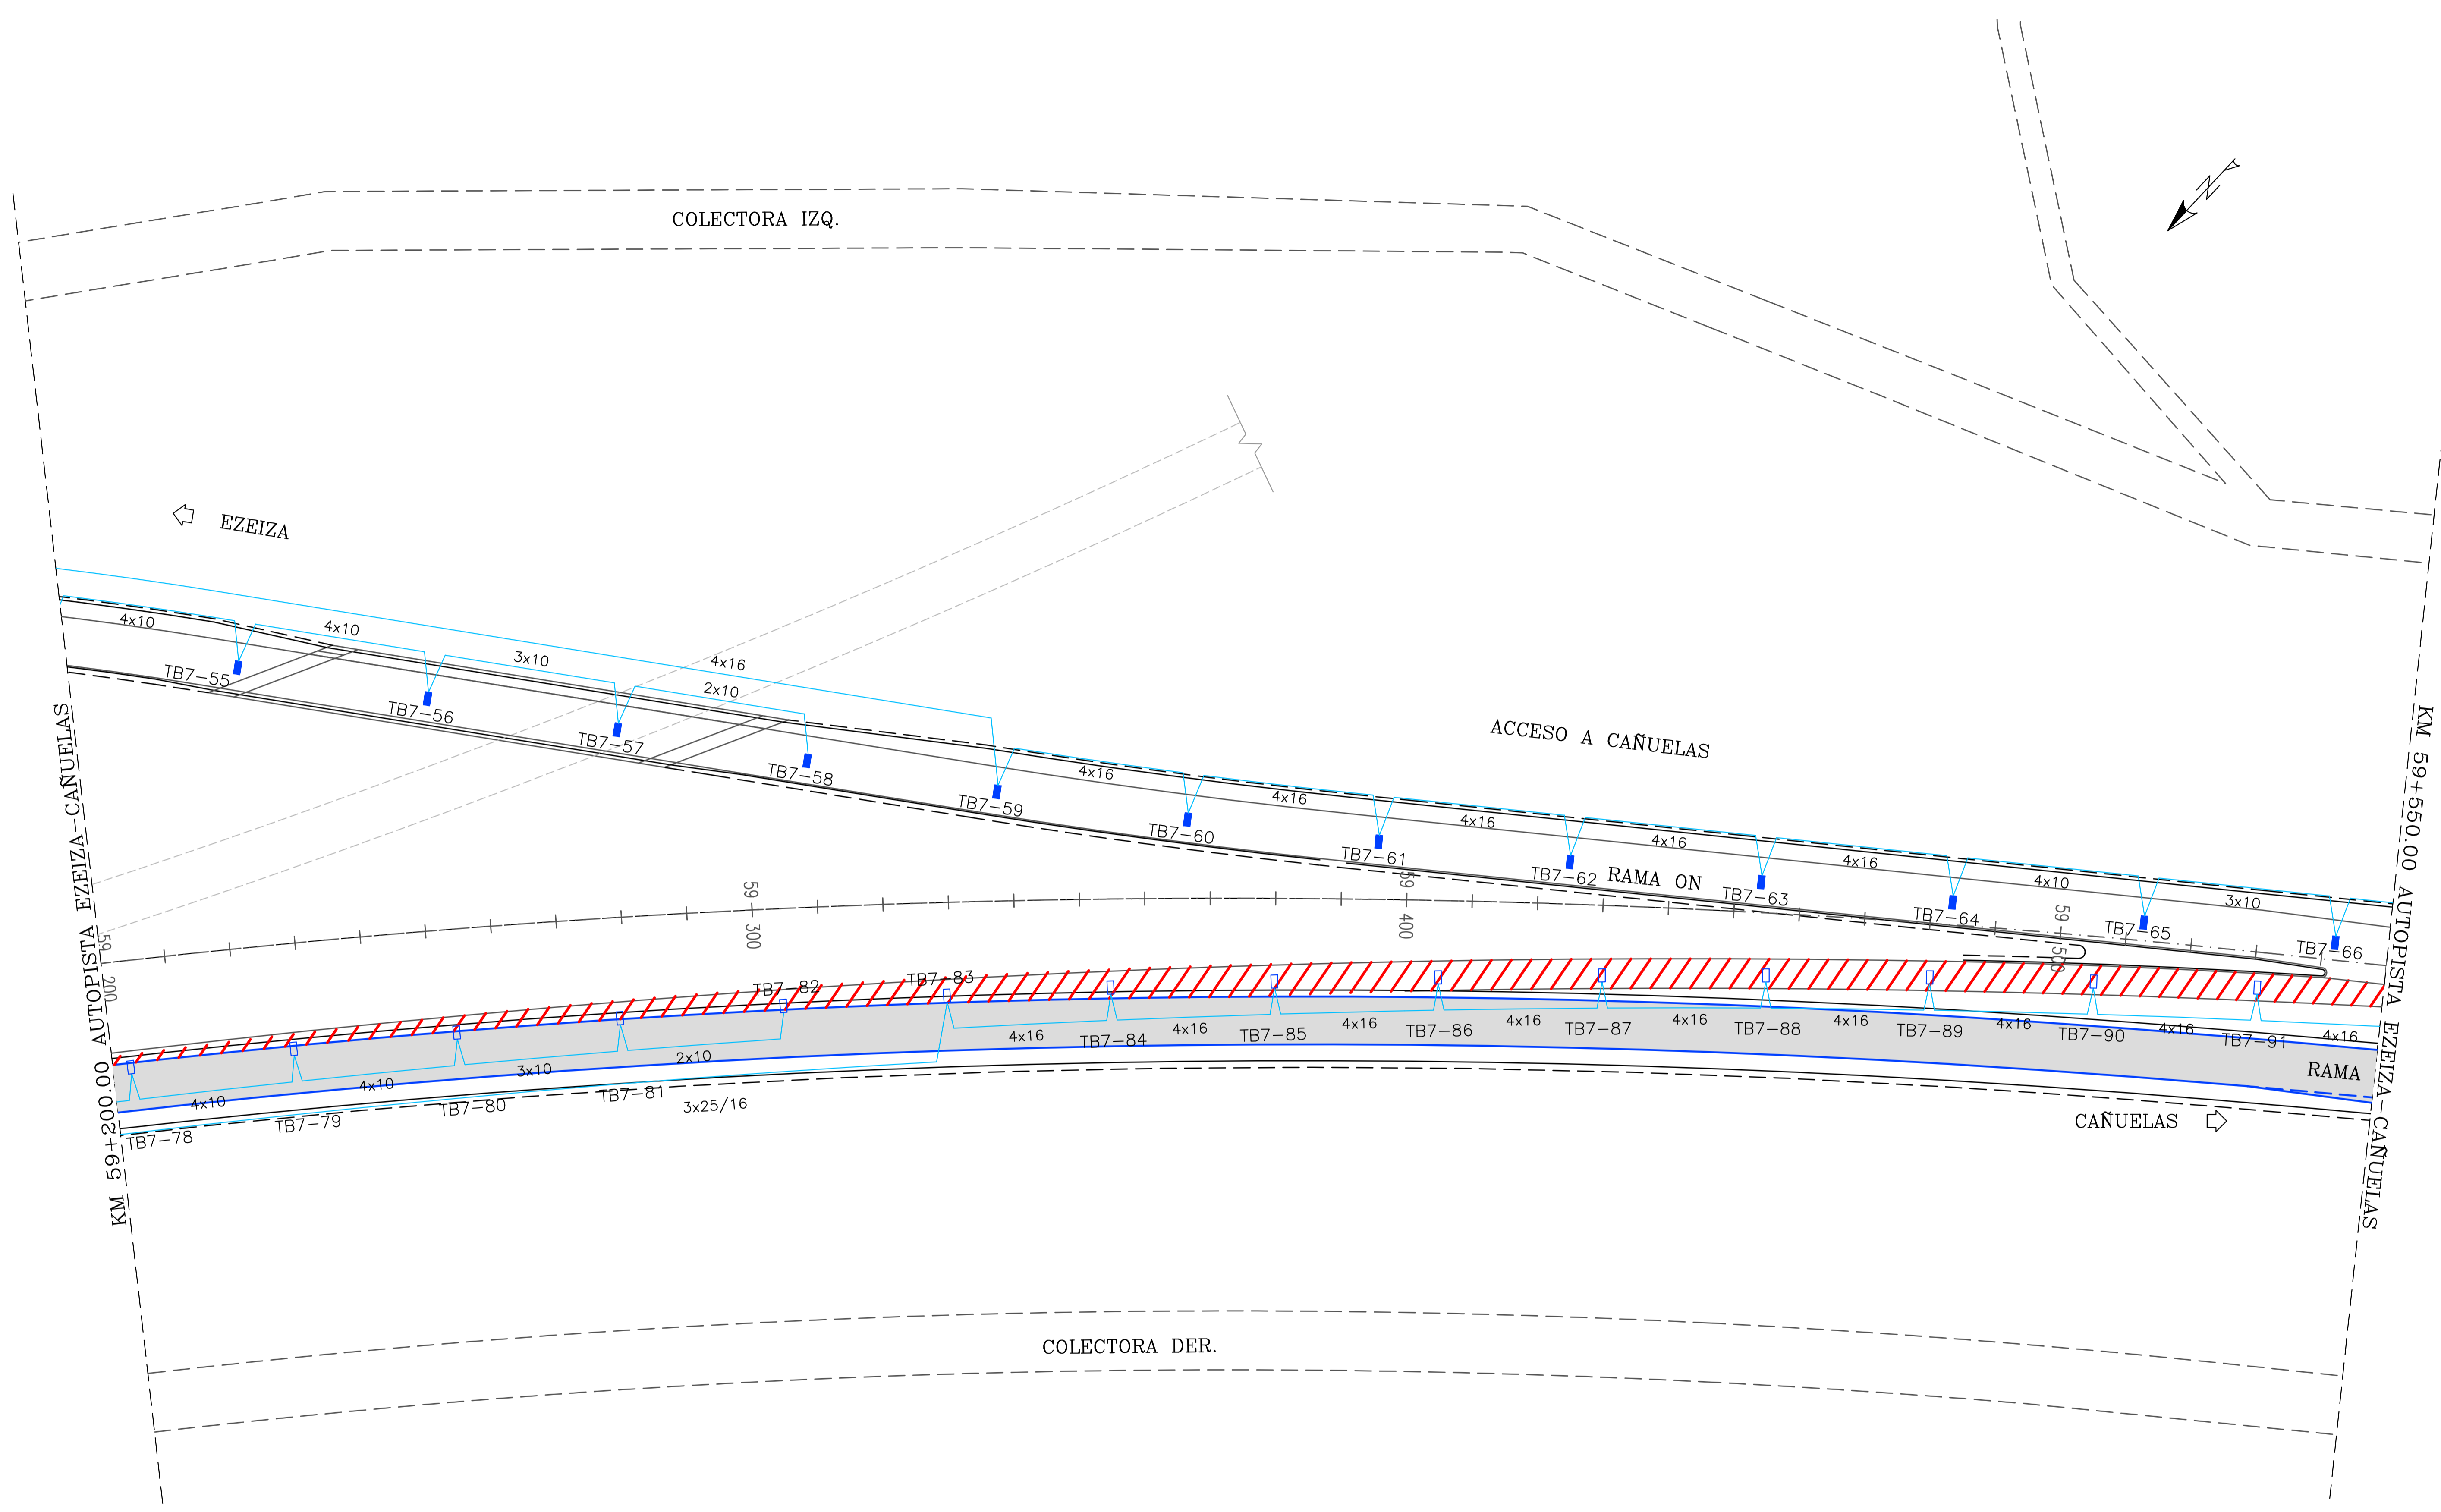 COLECTORA IZQ.
EZEIZA
4x10
4x10
3x10
4x16
2x10
TB7-55
TB7-56
TB7-57
TB7-58
TB7-59
TB7-60
TB7-61
TB7-62
TB7-63
TB7-64
TB7-65
TB7-66
4x16
4x16
4x16
4x16
4x16
4x10
3x10
ACCESO A CAÑUELAS
RAMA ON
KM 59+200.00 AUTOPISTA EZEIZA-CAÑUELAS
KM 59+550.00 AUTOPISTA EZEIZA-CAÑUELAS
59
200
59
300
59
400
59
500
TB7-82
TB7-83
4x10
4x10
3x10
2x10
4x16
4x16
4x16
4x16
4x16
4x16
4x16
4x16
4x16
TB7-84
TB7-85
TB7-86
TB7-87
TB7-88
TB7-89
TB7-90
TB7-91
RAMA
TB7-78
TB7-79
TB7-80
TB7-81
3x25/16
CAÑUELAS
COLECTORA DER.